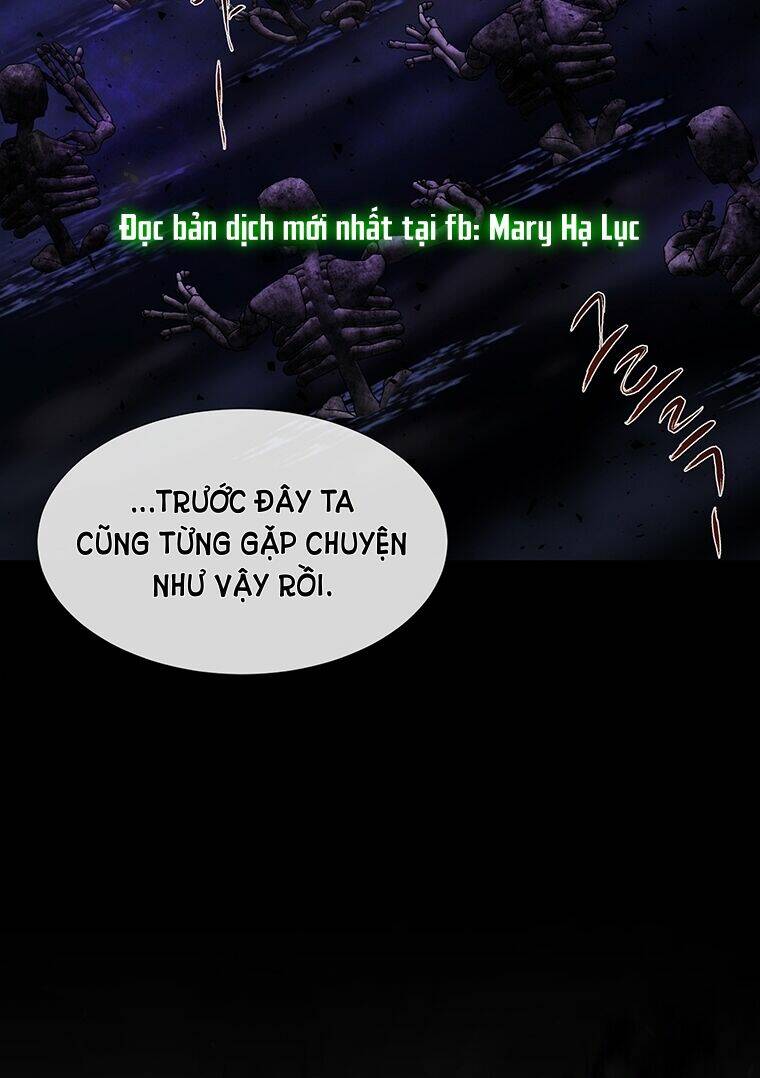 Đọc bản dịch mới nhất tại fb: Mary Hạ Lục
...TRƯỚC ĐÂY TA
CŨNG TỪNG GẶP CHUYỆN
NHƯ VẬY RỒI.